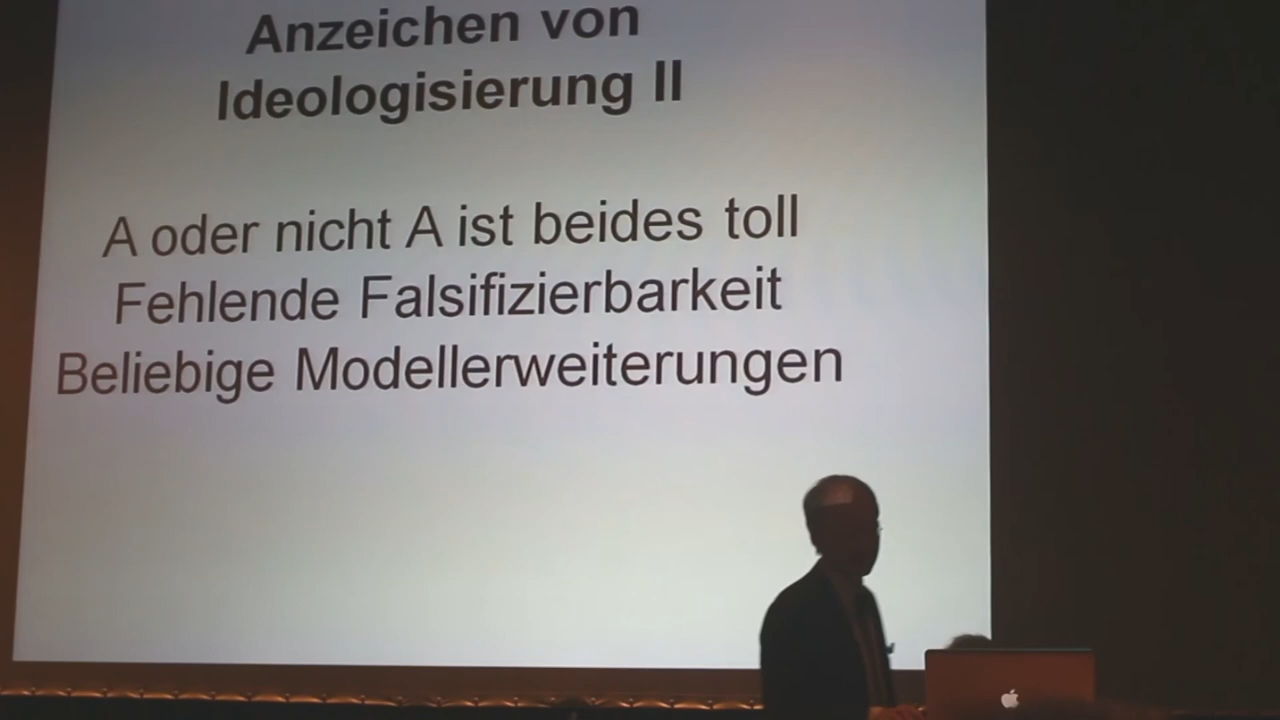 Anzeichen von
Ideologisierung II
A oder nicht A ist beides toll
Fehlende Falsifizierbarkeit
Beliebige Modellerweiterungen